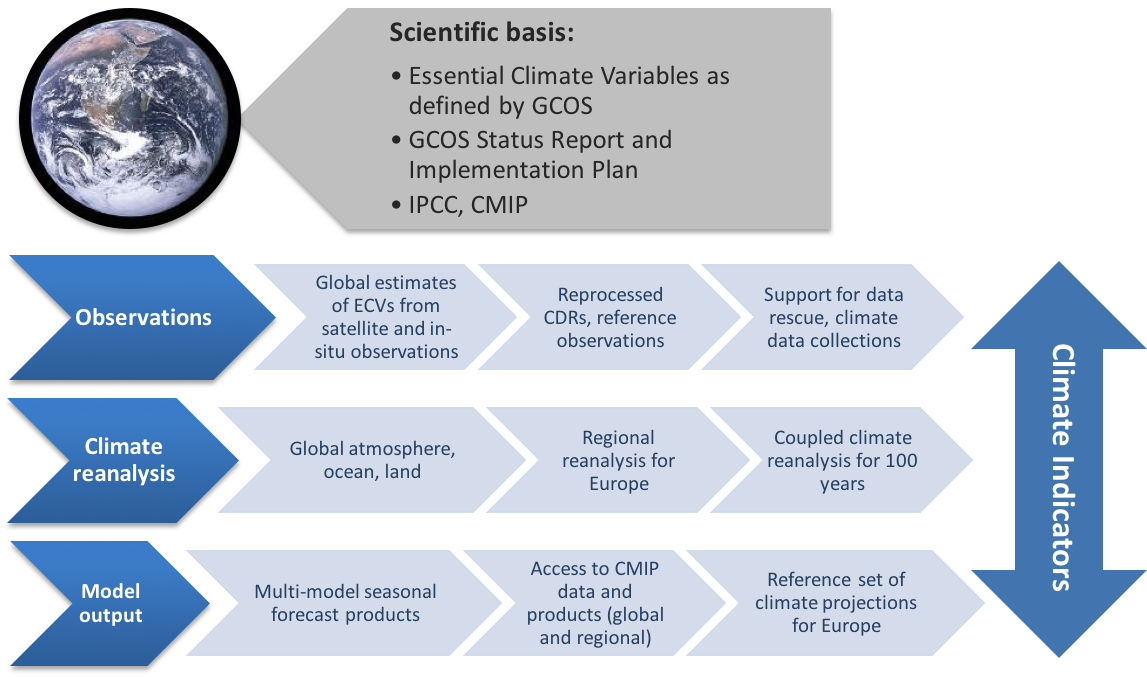 Scientific basis:
• Essential Climate Variables as
defined by GCOS
• GCOS Status Report and
Implementation Plan
• IPCC, CMIP
Observations
Global estimates
of ECVs from
satellite and in-
situ observations
Reprocessed
CDRs, reference
observations
Support for data
rescue, climate
data collections
Climate
reanalysis
Global atmosphere,
ocean, land
Regional
reanalysis for
Europe
Coupled climate
reanalysis for 100
years
Model
output
Multi-model seasonal
forecast products
Access to CMIP
data and
products (global
and regional)
Reference set of
climate projections
for Europe
Climate Indicators